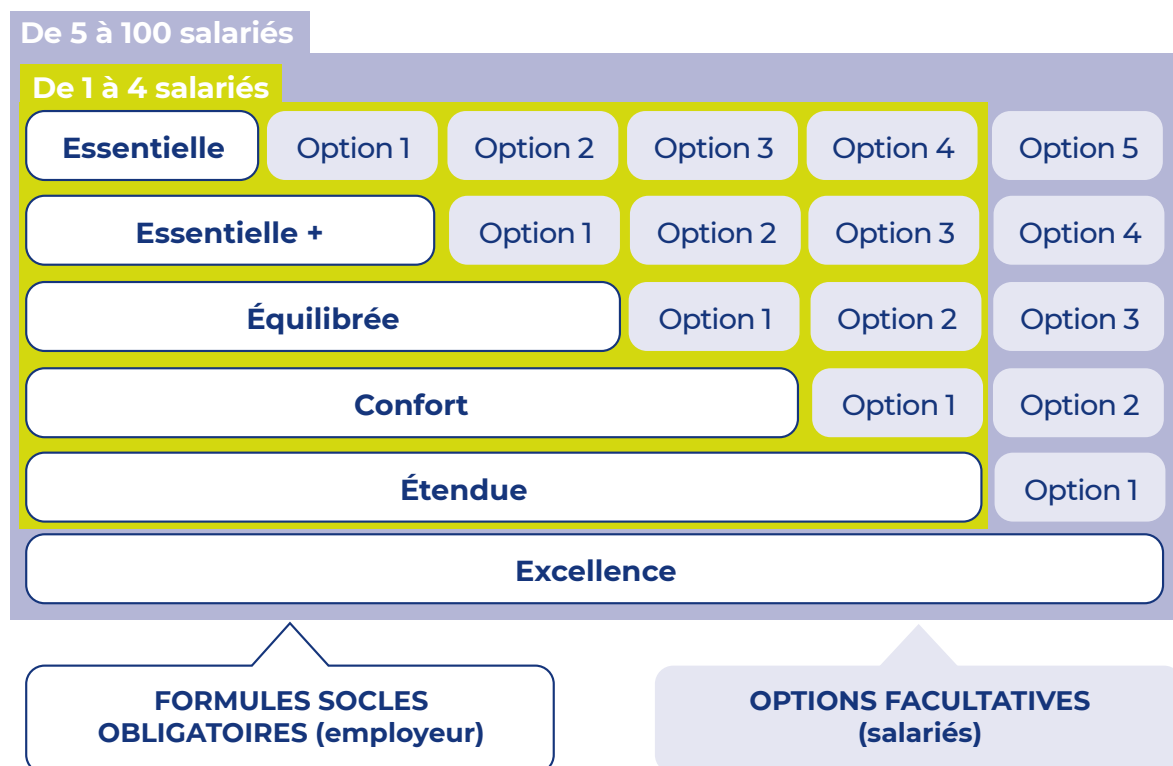 De 5 à 100 salariés
De 1 à 4 salariés
Essentielle Option 1 Option 2 Option 3 Option 4 Option 5
Essentielle + Option 1 Option 2 Option 3 Option 4
Équilibrée Option 1 Option 2 Option 3
Confort Option 1 Option 2
Étendue Option 1
Excellence
FORMULES SOCLES
OBLIGATOIRES (employeur)
OPTIONS FACULTATIVES
(salariés)